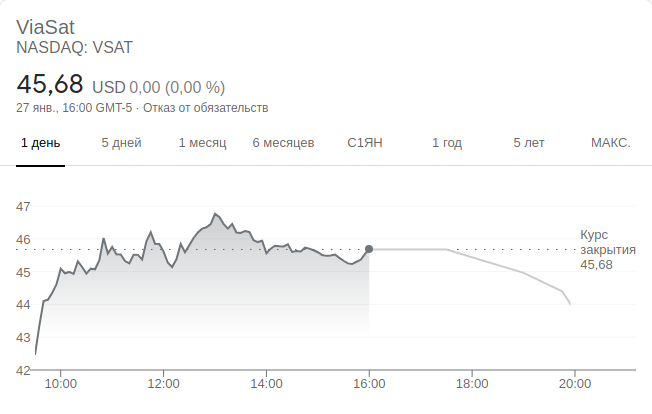 ViaSat
NASDAQ: VSAT
45,68 USD 0,00 (0,00 %)
27 янв., 16:00 GMT-5 · Отказ от обязательств
1 день 5 дней 1 месяц 6 месяцев С1ЯН 1 год 5 лет МАКС.
47
46
45
44
43
42
Курс
закрытия
45,68
10:00 12:00 14:00 16:00 18:00 20:00